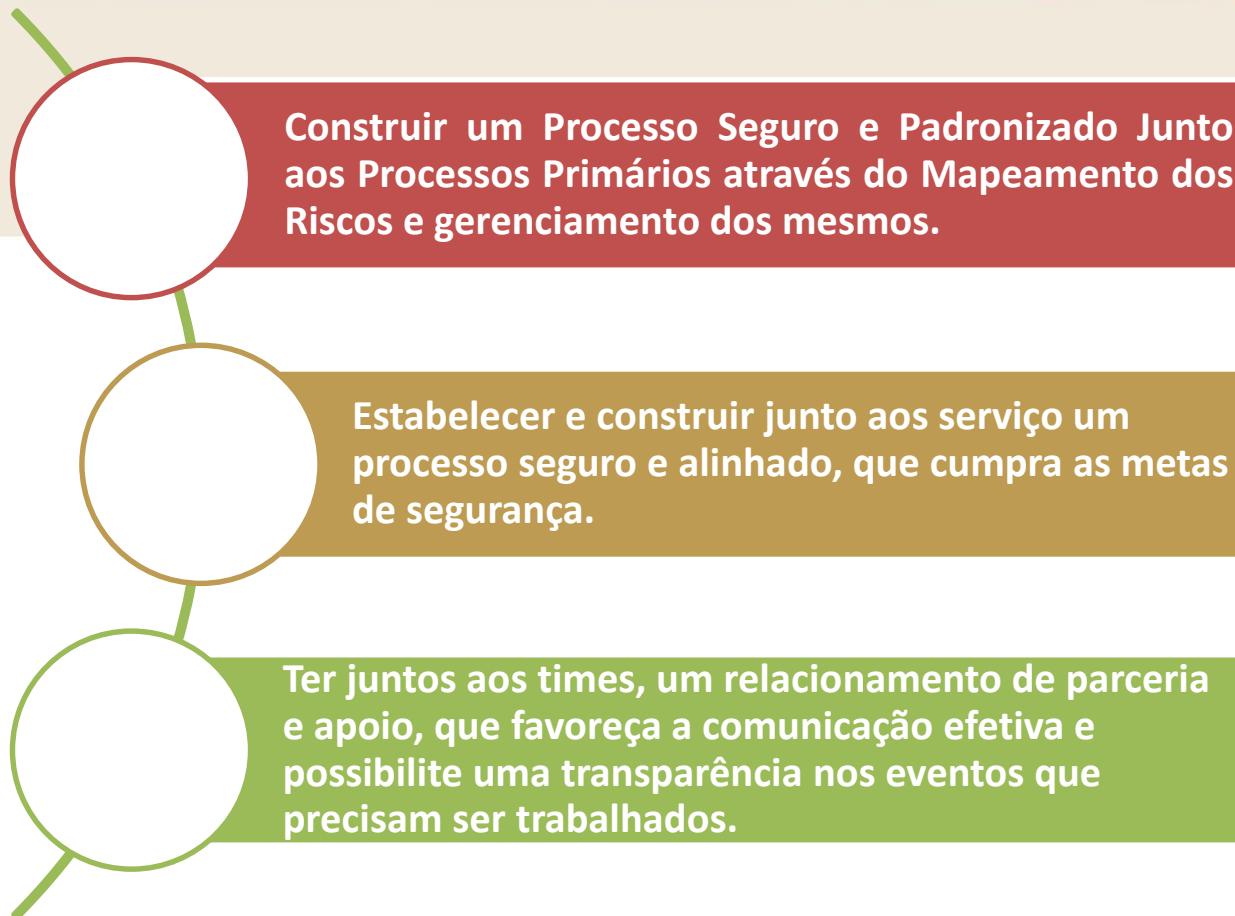 Construir um Processo Seguro e Padronizado Junto
aos Processos Primários através do Mapeamento dos
Riscos e gerenciamento dos mesmos.
Estabelecer e construir junto aos serviço um
processo seguro e alinhado, que cumpra as metas
de segurança.
Ter juntos aos times, um relacionamento de parceria
e apoio, que favoreça a comunicação efetiva e
possibilite uma transparência nos eventos que
precisam ser trabalhados.